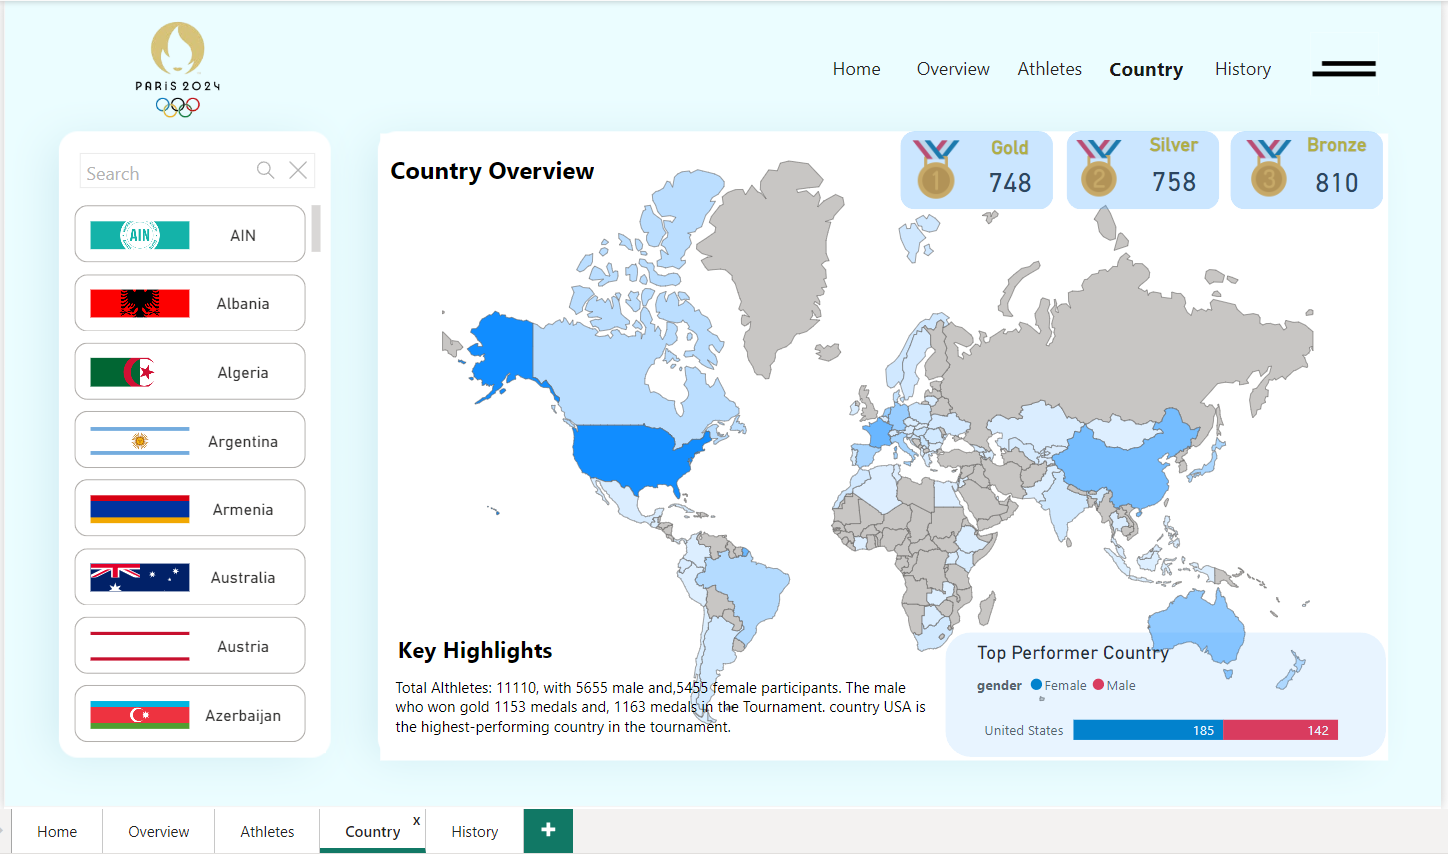 PARIS 2024
Home
Overview
Athletes
Country
History
Search
AIN
AIN
Albania
Algeria
Argentina
Armenia
Australia
Austria
Azerbaijan
Country Overview
1
Gold
748
2
Silver
758
3
Bronze
810
Key Highlights
Total Althletes: 11110, with 5655 male and,5455 female participants. The male
who won gold 1153 medals and, 1163 medals in the Tournament. country USA is
the highest-performing country in the tournament.
Top Performer Country
gender Female Male
United States 185 142
Home
Overview
Athletes
Country
x
History
+